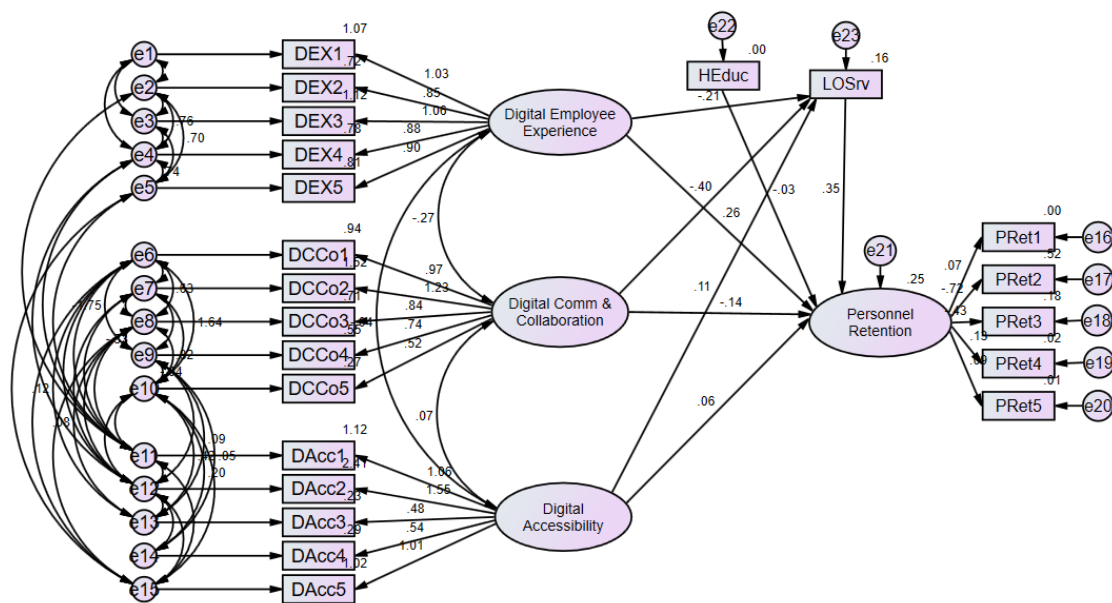 e22
e23
.00
.16
HEduc
LOSrv
1.07
e1
DEX1
.72
e2
DEX2
1.12
e3
DEX3
.78
e4
DEX4
.81
e5
DEX5
.76
.70
1.03
.85
1.06
.88
.90
Digital Employee
Experience
-.21
-.27
-.40
-.03
.35
.26
.11
-.14
.06
.07
.94
e6
DCCo1
1.52
e7
DCCo2
.71
e8
DCCo3
.55
e9
DCCo4
.27
e10
DCCo5
.97
1.23
.84
.74
.52
Digital Comm &
Collaboration
1.64
.12
.08
.09
.05
.20
1.12
e11
DAcc1
2.41
e12
DAcc2
.23
e13
DAcc3
.29
e14
DAcc4
1.02
e15
DAcc5
1.06
1.55
.48
.54
1.01
Digital
Accessibility
e21
.25
Personnel
Retention
.00
PRet1
e16
.52
PRet2
e17
.18
PRet3
e18
.02
PRet4
e19
.01
PRet5
e20
.07
-.72
.43
.09